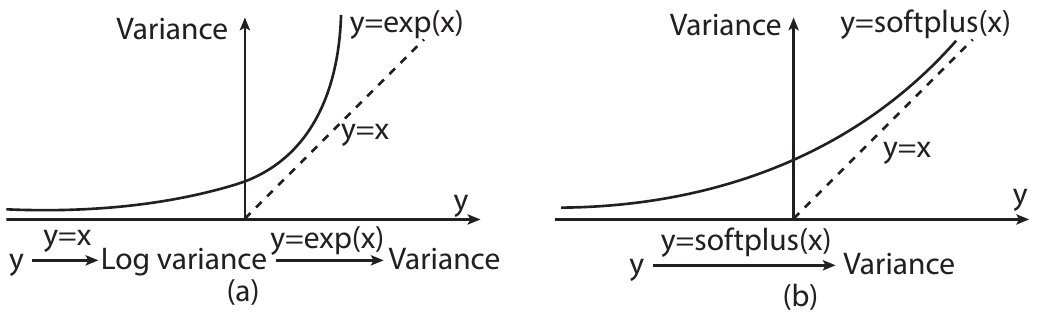 Variance
y=exp(x)
y=x
y
y=x
y=exp(x)
y
Log variance
Variance
(a)
Variance
y=softplus(x)
y=x
y
y=softplus(x)
y
Variance
(b)